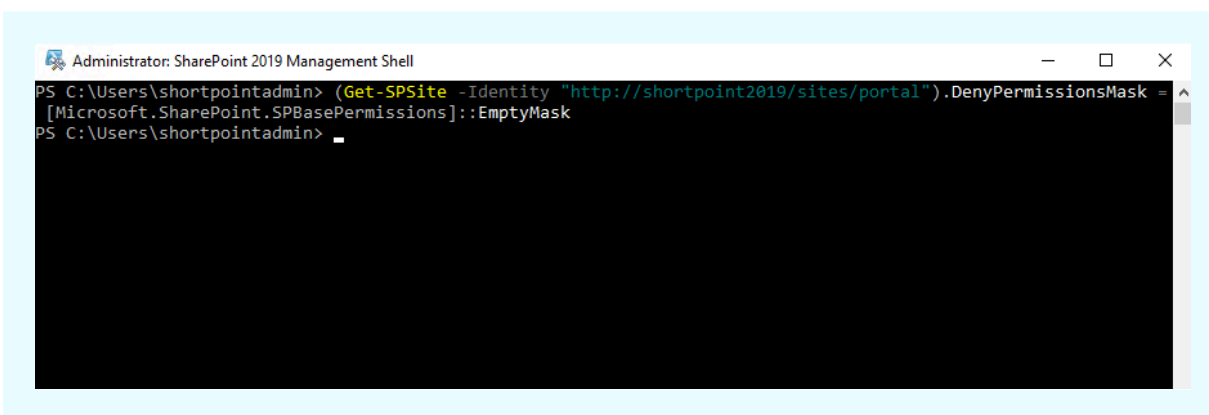 Administrator: SharePoint 2019 Management Shell
PS C:\Users\shortpointadmin> (Get-SPSite -Identity "http://shortpoint2019/sites/portal").DenyPermissionsMask =
[Microsoft.SharePoint.SPBasePermissions]::EmptyMask
PS C:\Users\shortpointadmin>